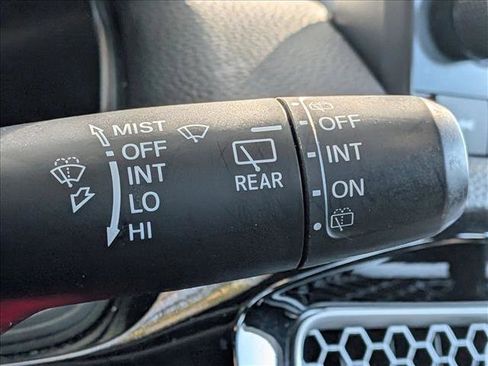 MIST
OFF
INT
LO
HI
REAR
OFF
INT
ON